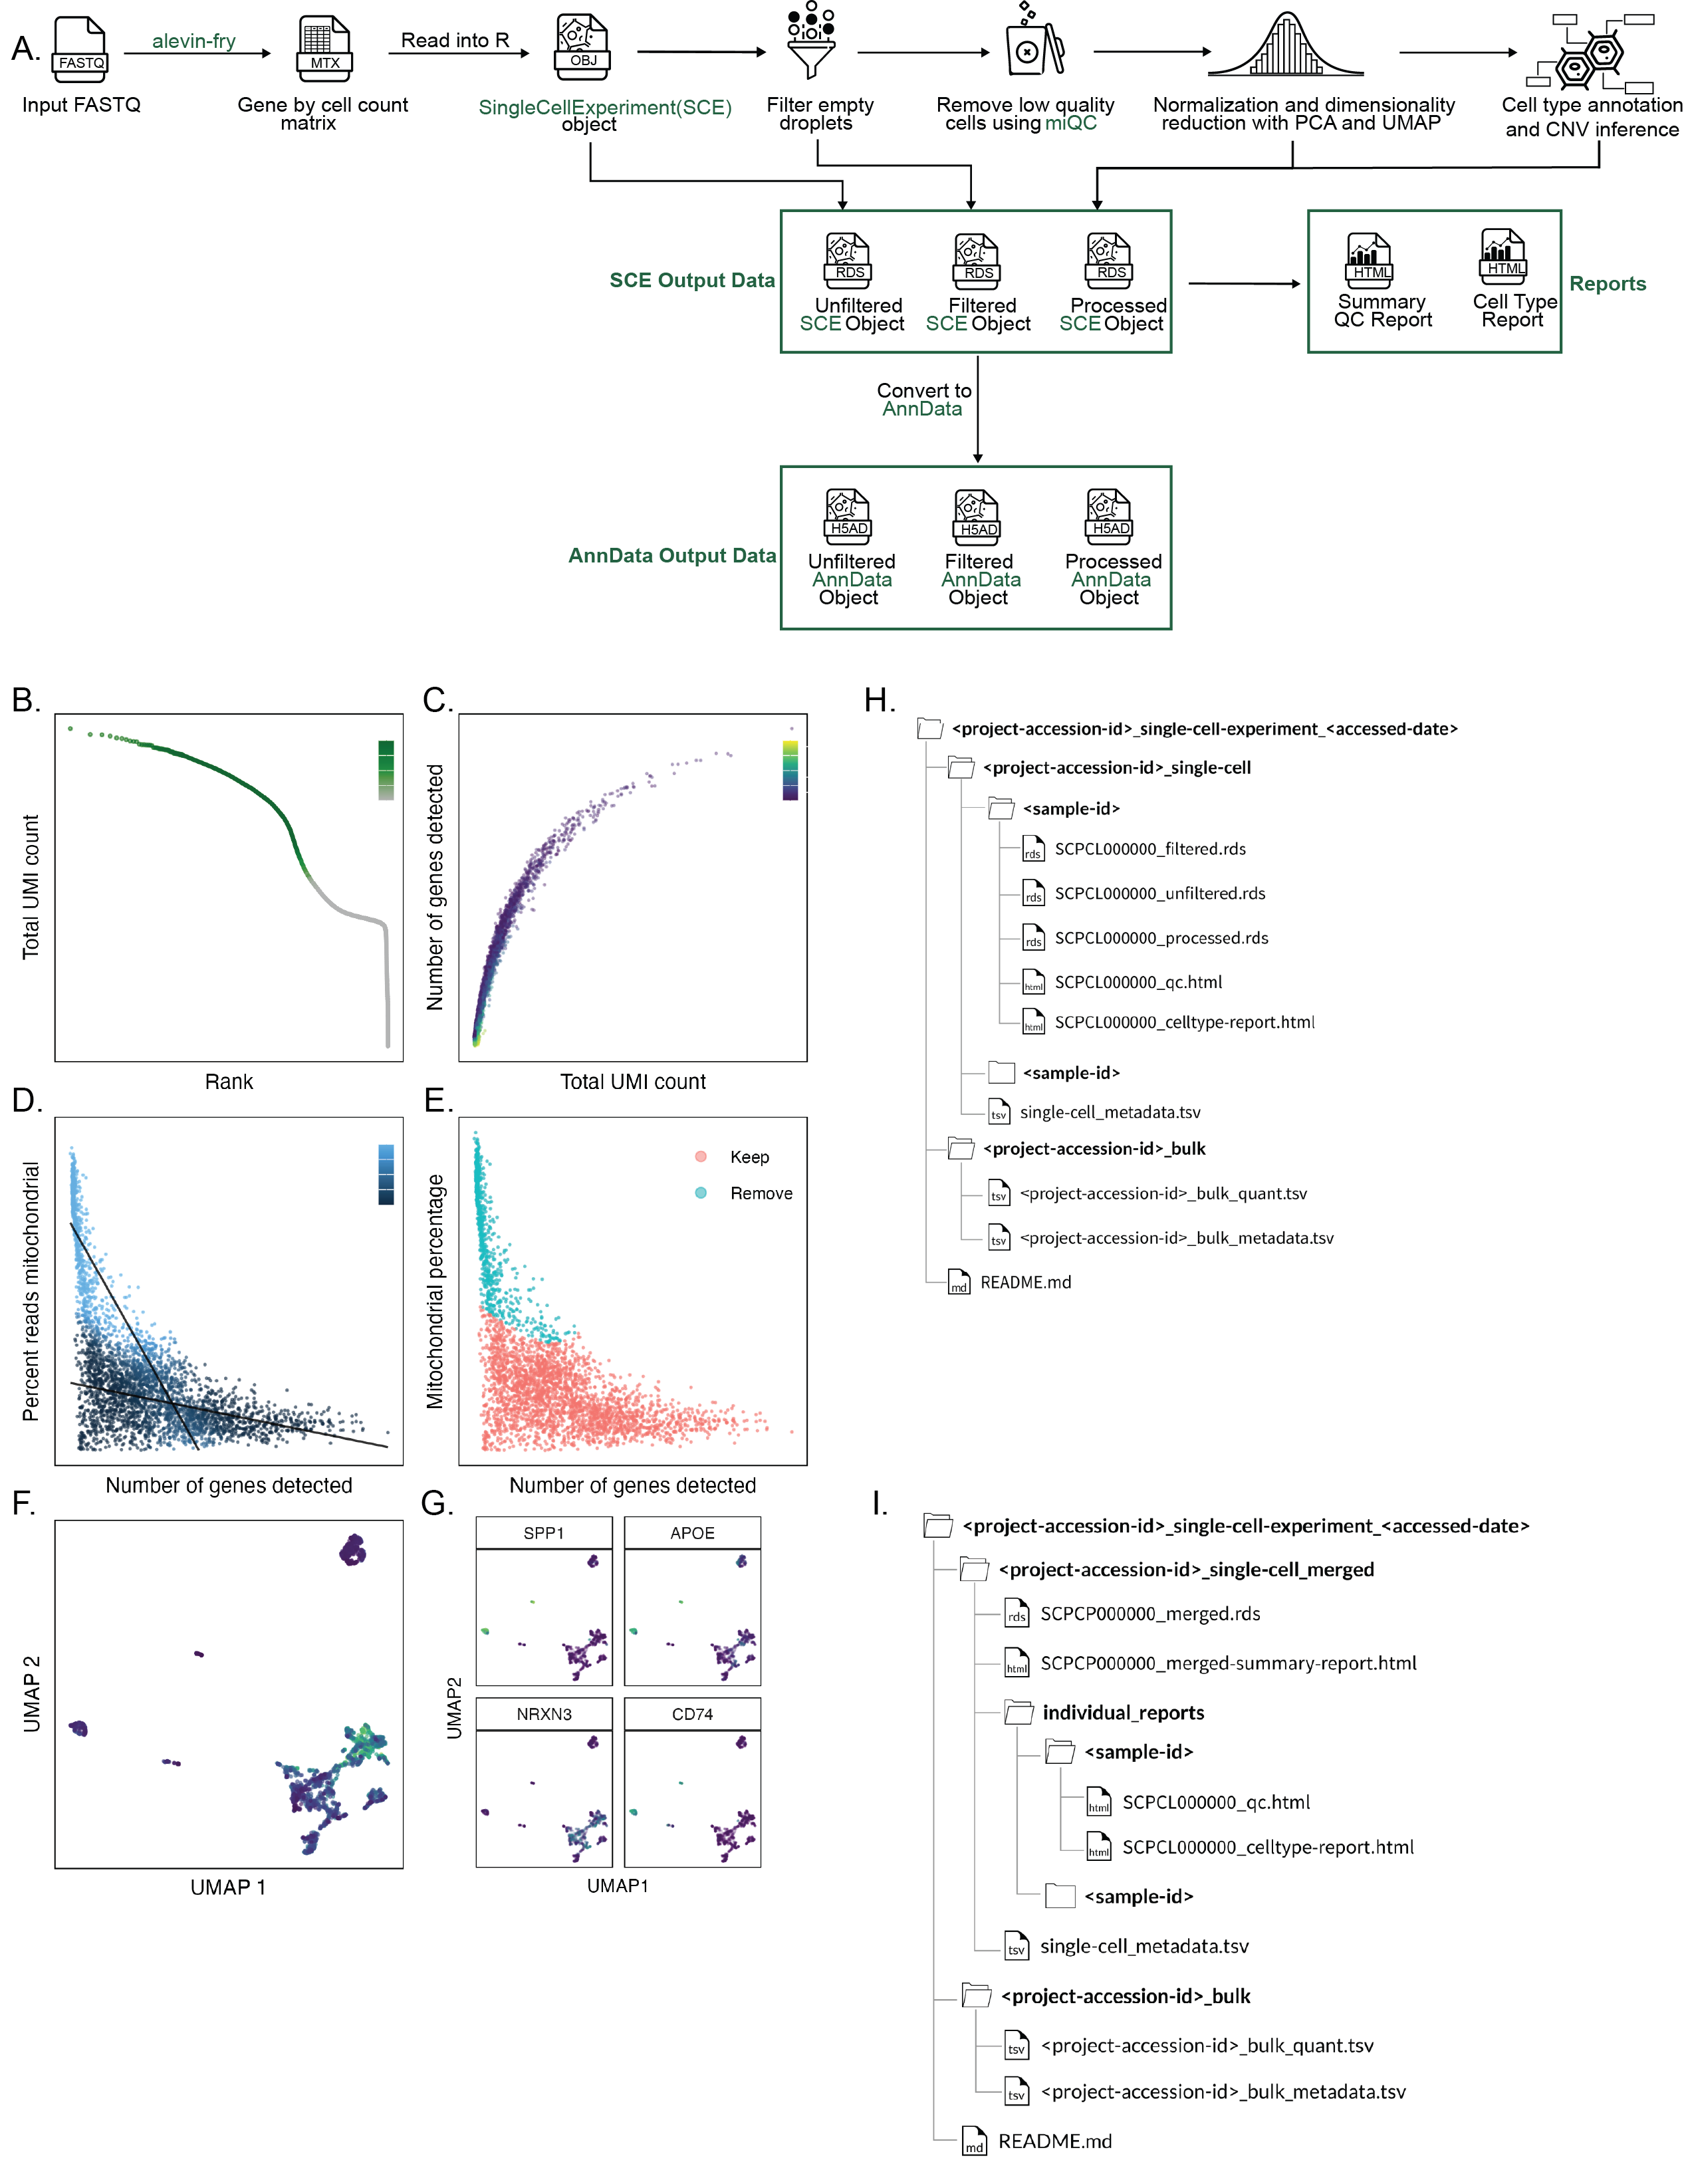 A.
FASTQ
Input FASTQ
alevin-fry
MTX
Gene by cell count
matrix
Read into R
OBJ
SingleCellExperiment(SCE)
object
Filter empty
droplets
Remove low quality
cells using miQC
Normalization and dimensionality
reduction with PCA and UMAP
Cell type annotation
and CNV inference
SCE Output Data
RDS
Unfiltered
SCE Object
RDS
Filtered
SCE Object
RDS
Processed
SCE Object
HTML
Summary
QC Report
HTML
Cell Type
Report
Reports
Convert to
AnnData
AnnData Output Data
H5AD
Unfiltered
AnnData
Object
H5AD
Filtered
AnnData
Object
H5AD
Processed
AnnData
Object
B.
Total UMI count
Rank
C.
Number of genes detected
Total UMI count
D.
Percent reads mitochondrial
Number of genes detected
E.
Mitochondrial percentage
Keep
Remove
Number of genes detected
F.
UMAP 2
UMAP 1
G.
SPP1
APOE
NRXN3
CD74
UMAP2
UMAP1
H.
<project-accession-id>_single-cell-experiment_<accessed-date>
<project-accession-id>_single-cell
<sample-id>
rds SCPCL000000_filtered.rds
rds SCPCL000000_unfiltered.rds
rds SCPCL000000_processed.rds
html SCPCL000000_qc.html
html SCPCL000000_celltype-report.html
<sample-id>
tsv single-cell_metadata.tsv
<project-accession-id>_bulk
tsv <project-accession-id>_bulk_quant.tsv
tsv <project-accession-id>_bulk_metadata.tsv
md README.md
I.
<project-accession-id>_single-cell-experiment_<accessed-date>
<project-accession-id>_single-cell_merged
rds SCPCP000000_merged.rds
html SCPCP000000_merged-summary-report.html
individual_reports
<sample-id>
html SCPCL000000_qc.html
html SCPCL000000_celltype-report.html
<sample-id>
tsv single-cell_metadata.tsv
<project-accession-id>_bulk
tsv <project-accession-id>_bulk_quant.tsv
tsv <project-accession-id>_bulk_metadata.tsv
md README.md